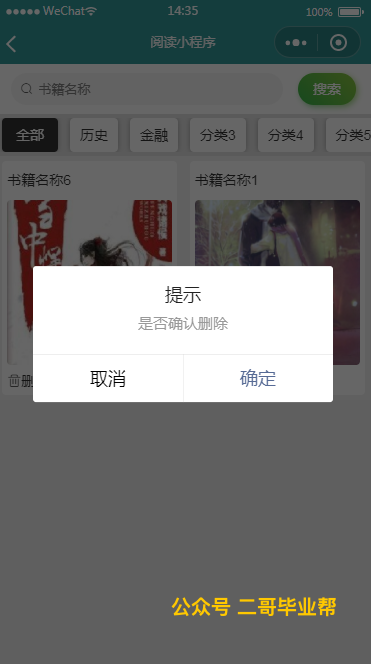 WeChat 14:35 100%
阅读小程序
书籍名称 搜索
全部 历史 金融 分类3 分类4 分类5
书籍名称6 书籍名称1
提示
是否确认删除
取消 确定
删
公众号 二哥毕业帮